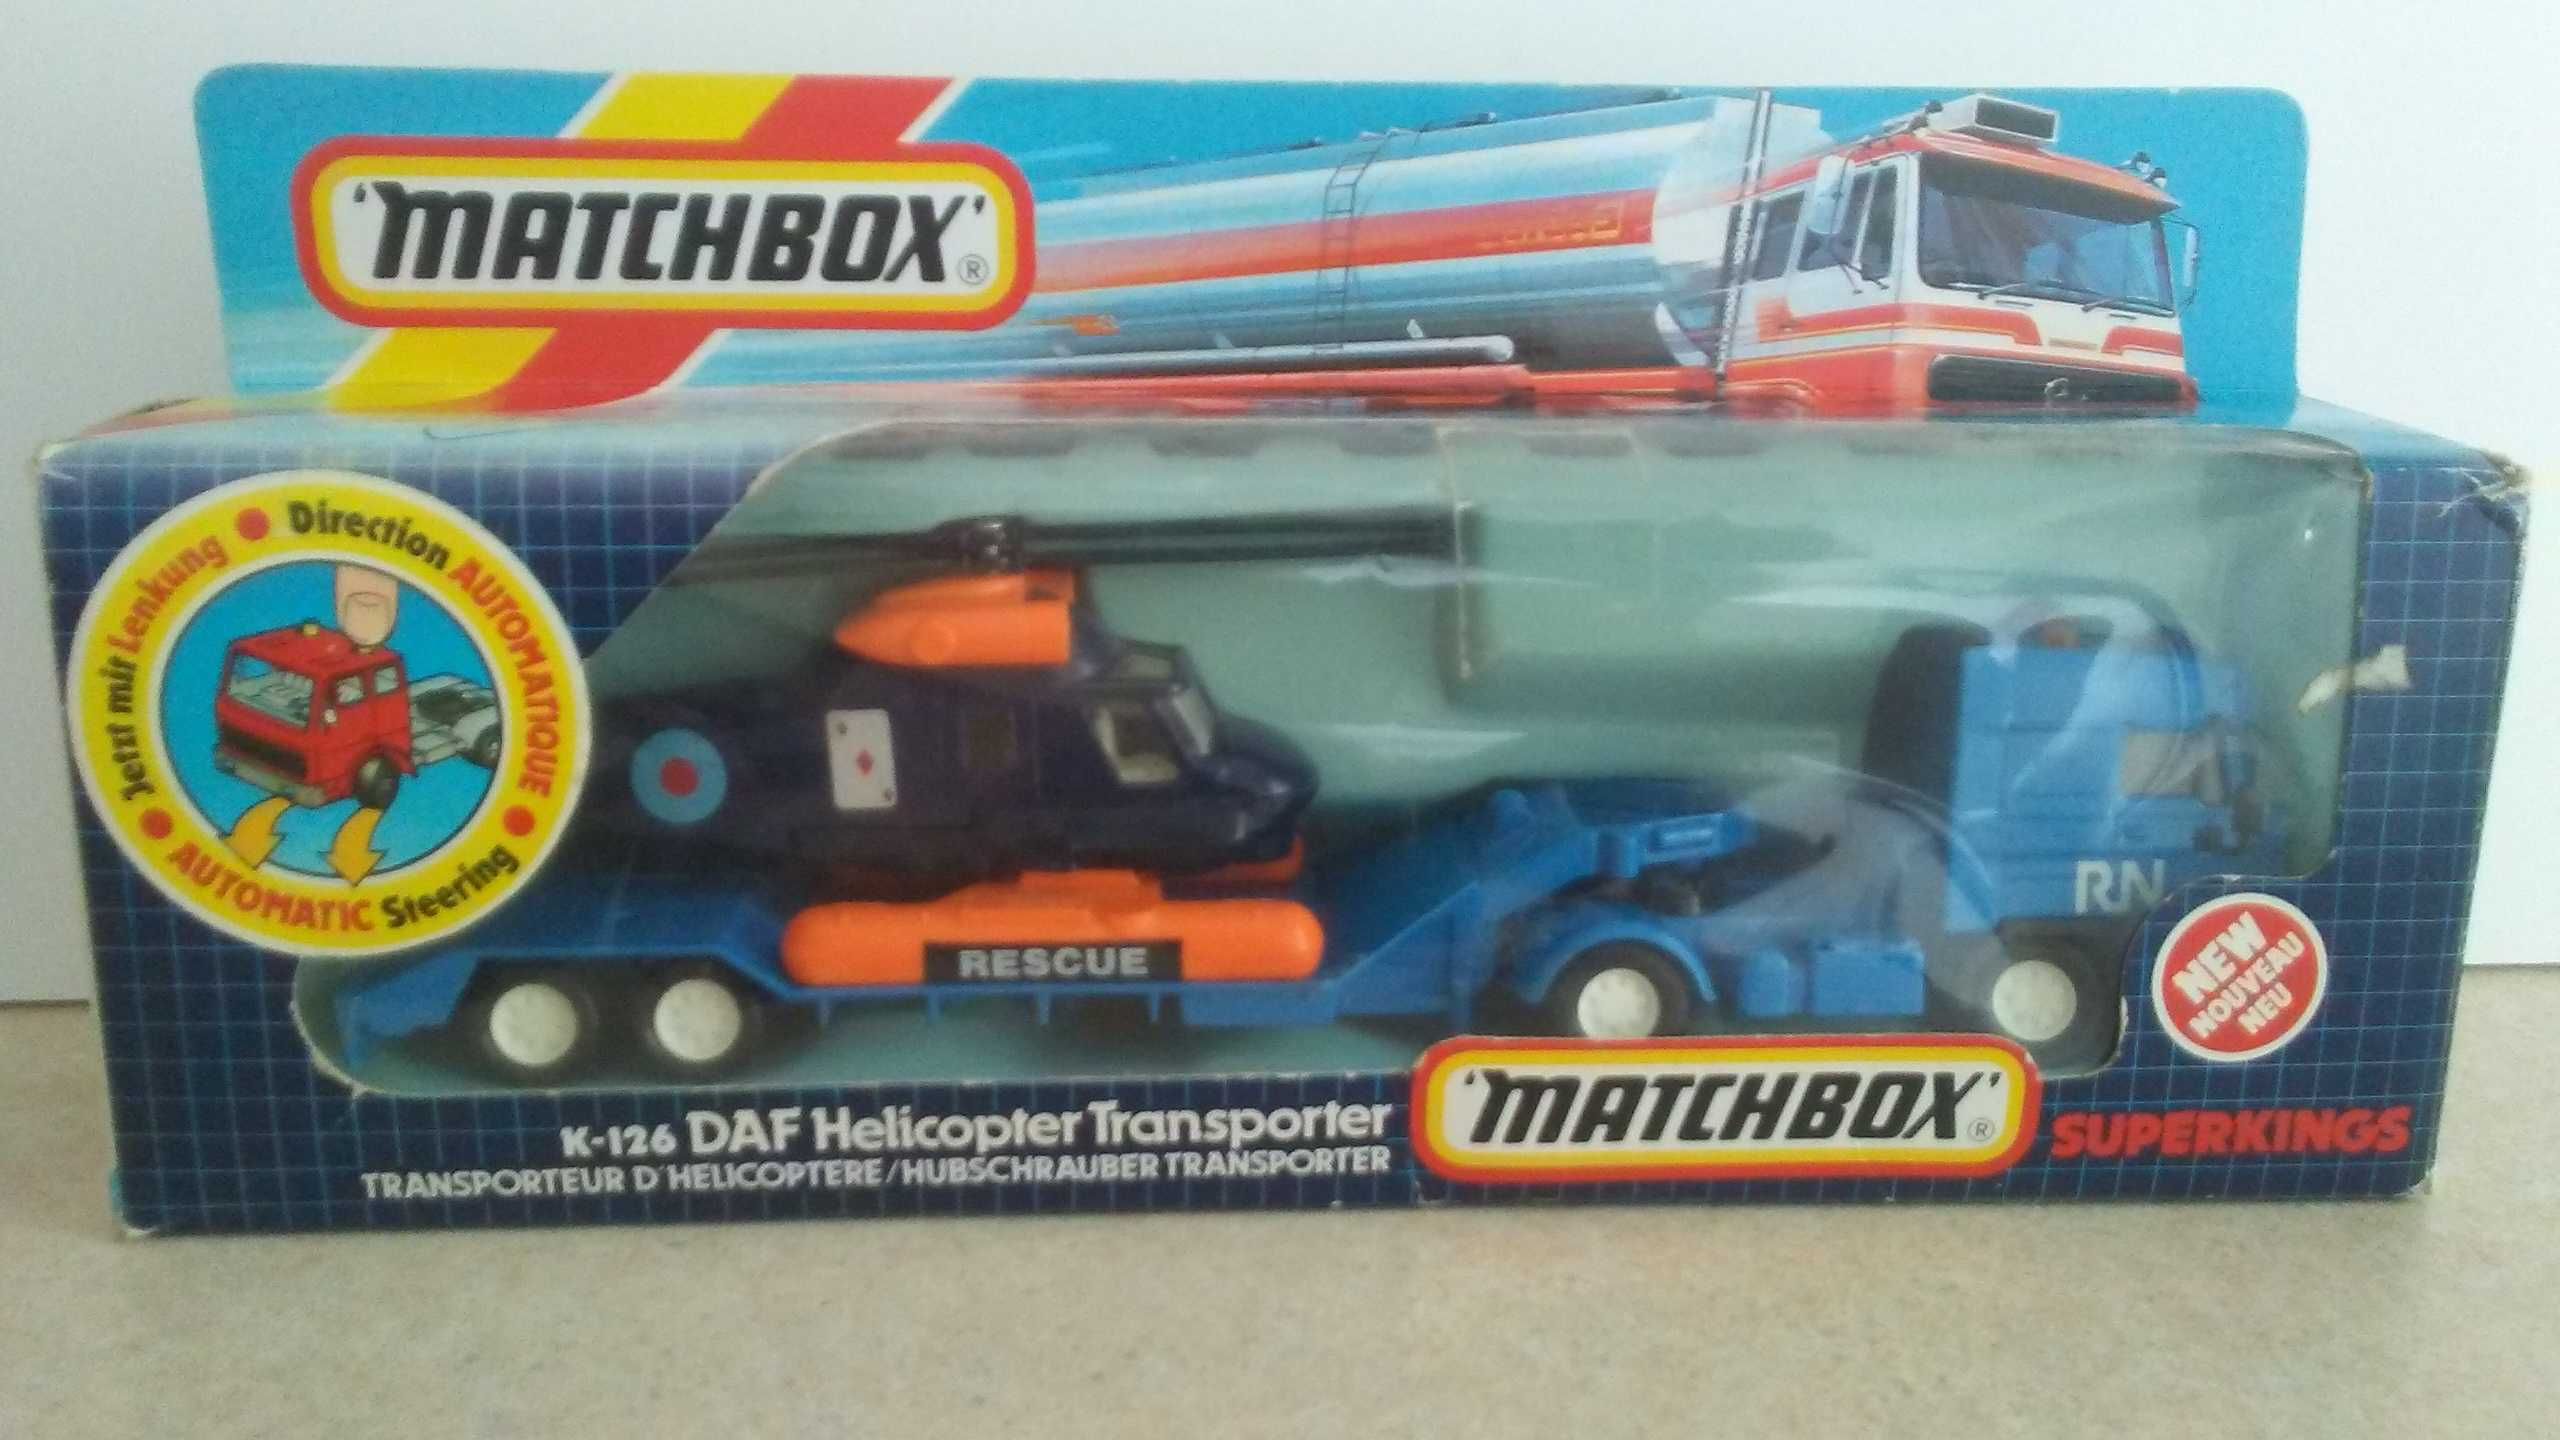 'MATCHBOX'®
Jetzt mit Lenkung • Direction AUTOMATIQUE • AUTOMATIC Steering •
RESCUE
RN
NEW
NOUVEAU
NEU
K-126 DAF Helicopter Transporter
TRANSPORTEUR D'HELICOPTERE/HUBSCHRAUBER TRANSPORTER
'MATCHBOX'®
SUPERKINGS